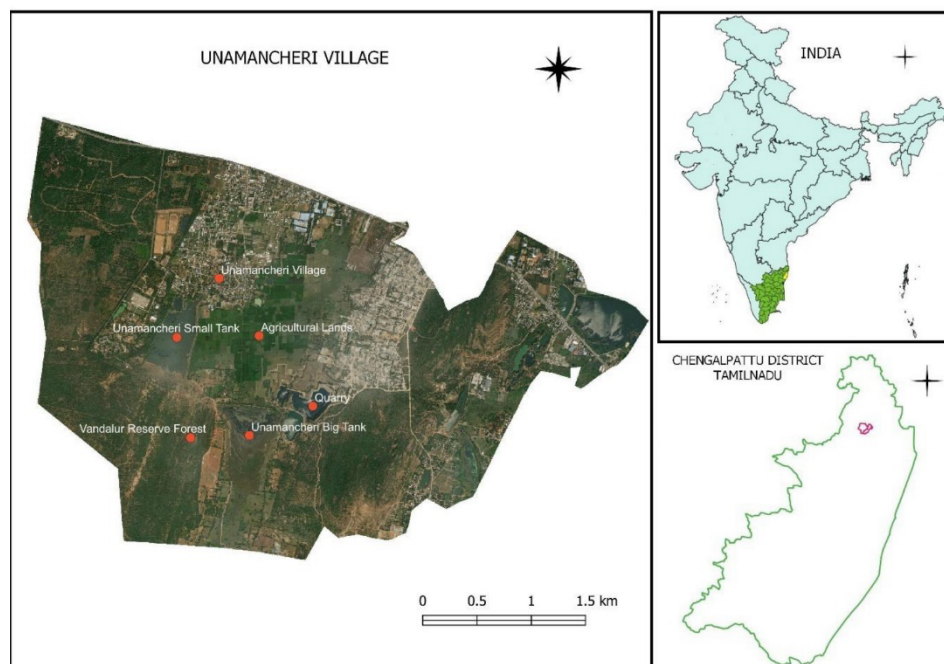 UNAMANCHERI VILLAGE
Unamancheri Village
Unamancheri Small Tank
Agricultural Lands
Quarry
Vandalur Reserve Forest
Unamancheri Big Tank
0 0.5 1 1.5 km
INDIA
CHENGALPATTU DISTRICT
TAMILNADU